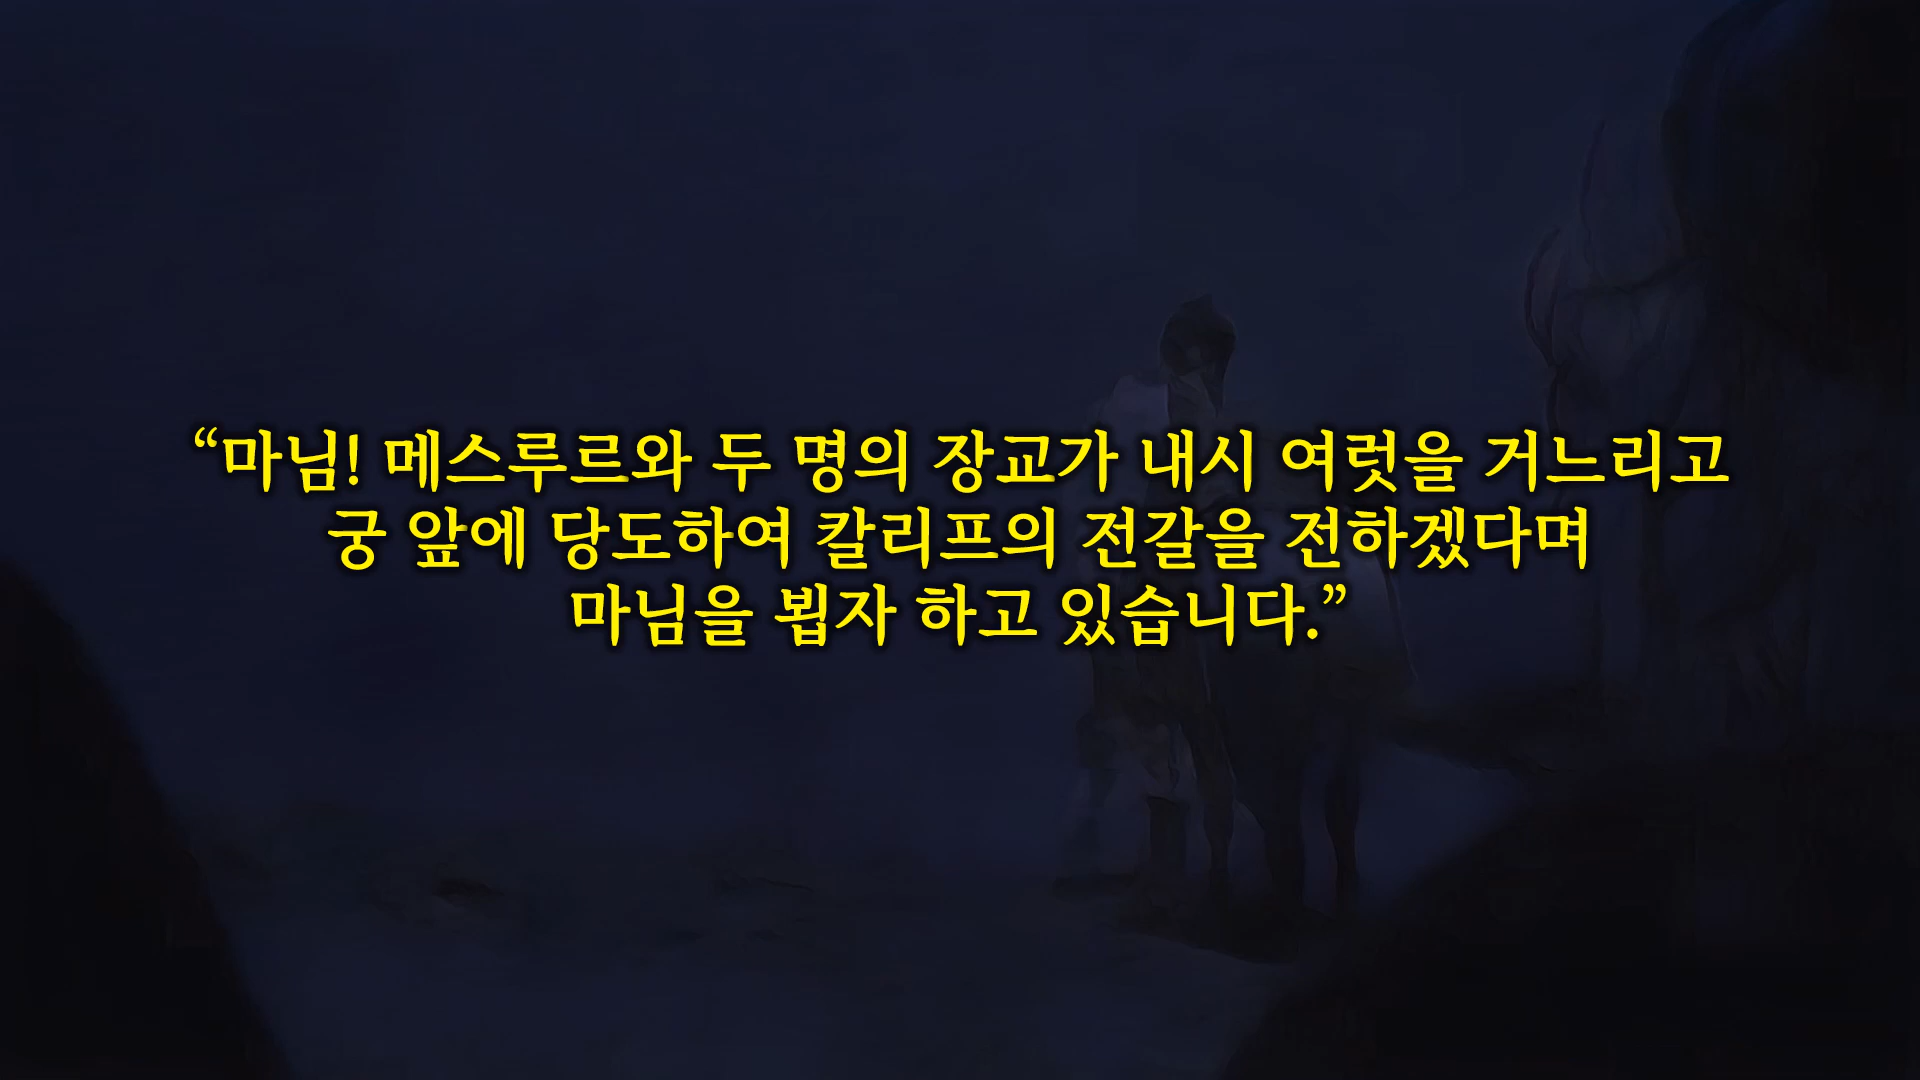 “마님! 메스루르와 두 명의 장교가 내시 여럿을 거느리고
궁 앞에 당도하여 칼리프의 전갈을 전하겠다며
마님을 뵙자 하고 있습니다.”